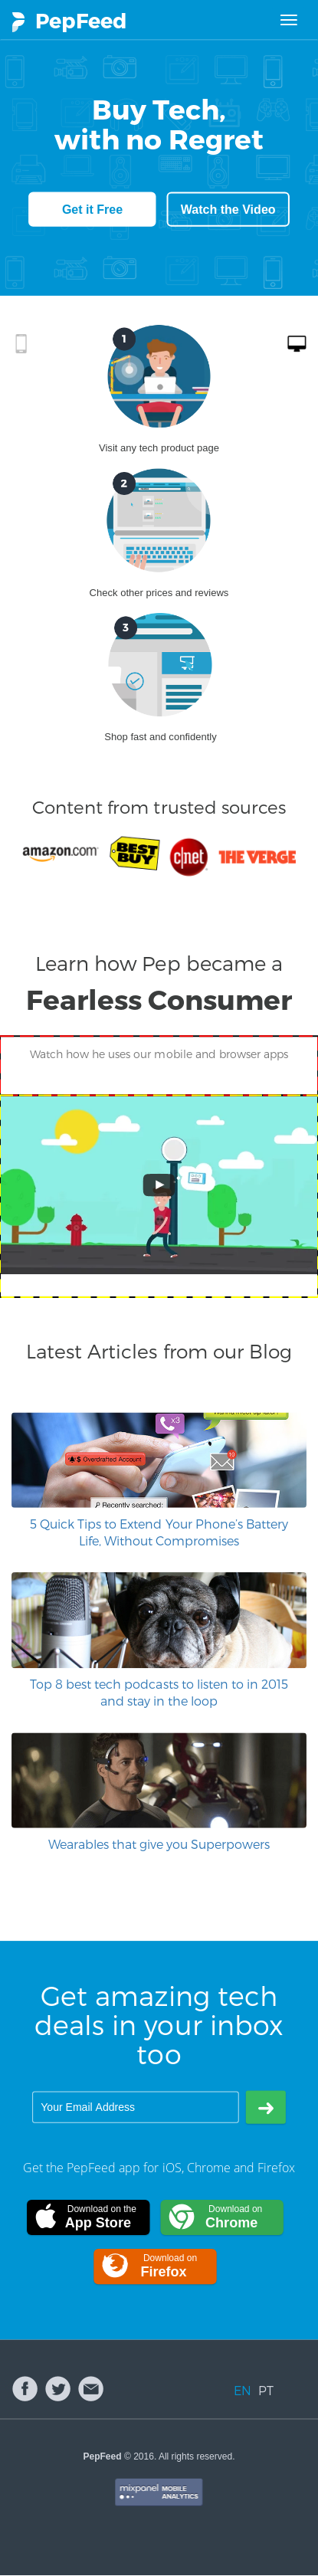 PepFeed
Buy Tech,
with no Regret
Get it Free
Watch the Video
1
Visit any tech product page
2
Check other prices and reviews
3
Shop fast and confidently
Content from trusted sources
amazon.com
BEST BUY
c|net
THE VERGE
Learn how Pep became a
Fearless Consumer
Watch how he uses our mobile and browser apps
Latest Articles from our Blog
x3
$ Overdrafted Account
Recently searched:
5 Quick Tips to Extend Your Phone's Battery
Life, Without Compromises
Top 8 best tech podcasts to listen to in 2015
and stay in the loop
Wearables that give you Superpowers
Get amazing tech
deals in your inbox
too
Your Email Address
Get the PepFeed app for iOS, Chrome and Firefox
Download on the
App Store
Download on
Chrome
Download on
Firefox
EN PT
PepFeed © 2016. All rights reserved.
mixpanel MOBILE
ANALYTICS